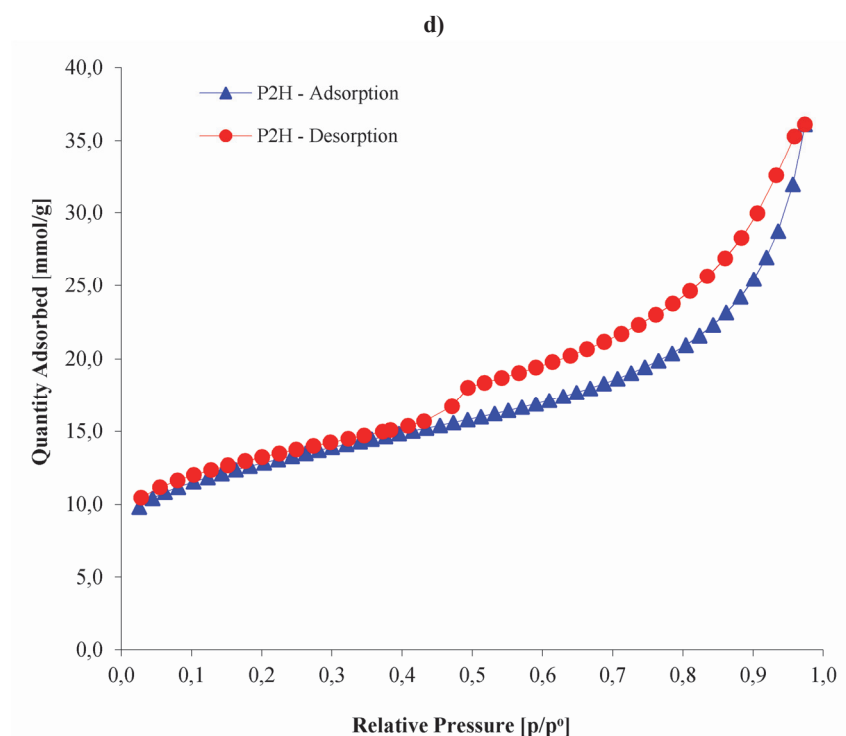 d)
40,0
35,0
30,0
25,0
20,0
15,0
10,0
5,0
0,0
Quantity Adsorbed [mmol/g]
P2H - Adsorption
P2H - Desorption
0,0 0,1 0,2 0,3 0,4 0,5 0,6 0,7 0,8 0,9 1,0
Relative Pressure [p/pº]